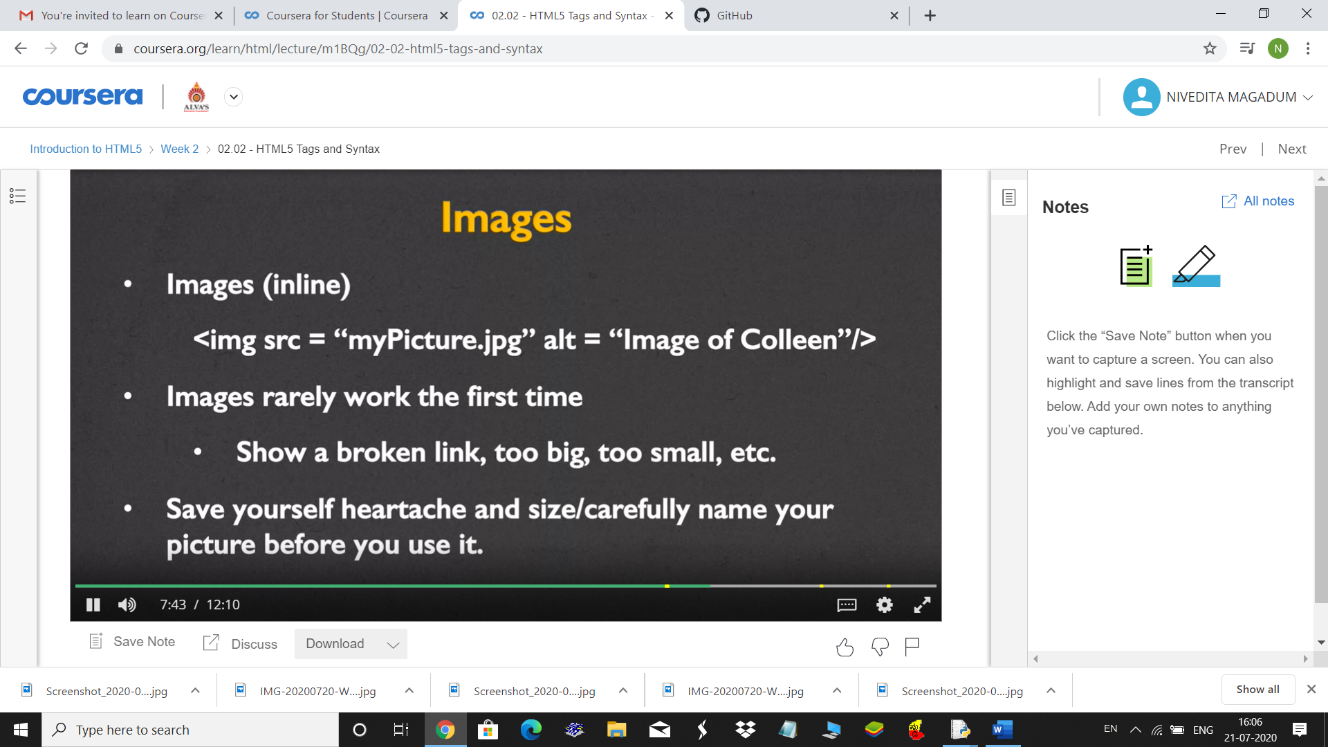 You're invited to learn on Course
Coursera for Students | Coursera
02.02 - HTML5 Tags and Syntax -
GitHub
coursera.org/learn/html/lecture/m1BQg/02-02-html5-tags-and-syntax
N
coursera
ALVA'S
NIVEDITA MAGADUM
Introduction to HTML5 > Week 2 > 02.02 - HTML5 Tags and Syntax
Prev | Next
Images
• Images (inline)
<img src = “myPicture.jpg” alt = “Image of Colleen”/>
• Images rarely work the first time
• Show a broken link, too big, too small, etc.
• Save yourself heartache and size/carefully name your
picture before you use it.
7:43 / 12:10
Save Note
Discuss
Download
Notes
All notes
Click the “Save Note” button when you
want to capture a screen. You can also
highlight and save lines from the transcript
below. Add your own notes to anything
you’ve captured.
Screenshot_2020-0....jpg
IMG-20200720-W....jpg
Screenshot_2020-0....jpg
IMG-20200720-W....jpg
Screenshot_2020-0....jpg
Show all
Type here to search
EN
ENG
16:06
21-07-2020